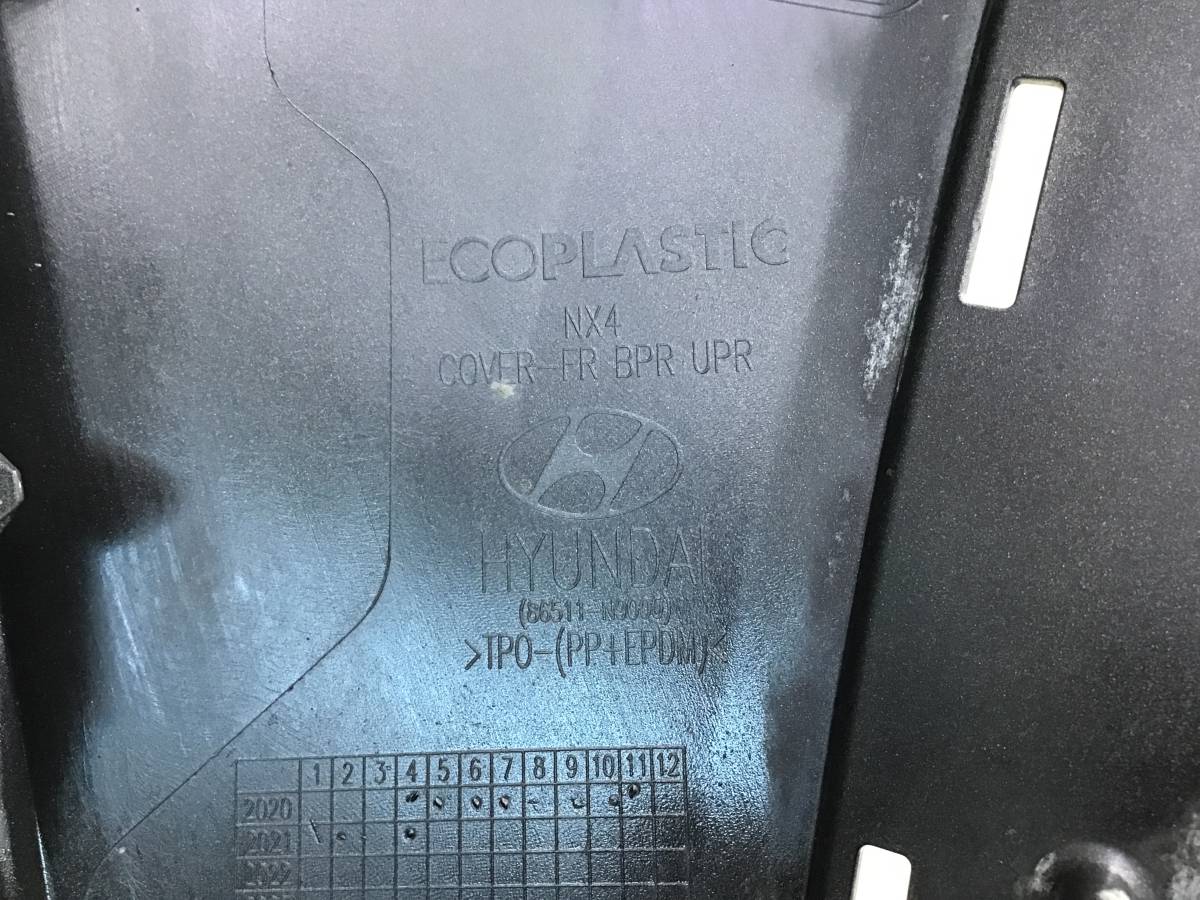 ECOPLASTIC
NX4
COVER-FR BPR UPR
HYUNDAI
>TPO-(PP+EPDM)<
1 2 3 4 5 6 7 8 9 10 11 12
2020
2021
2022